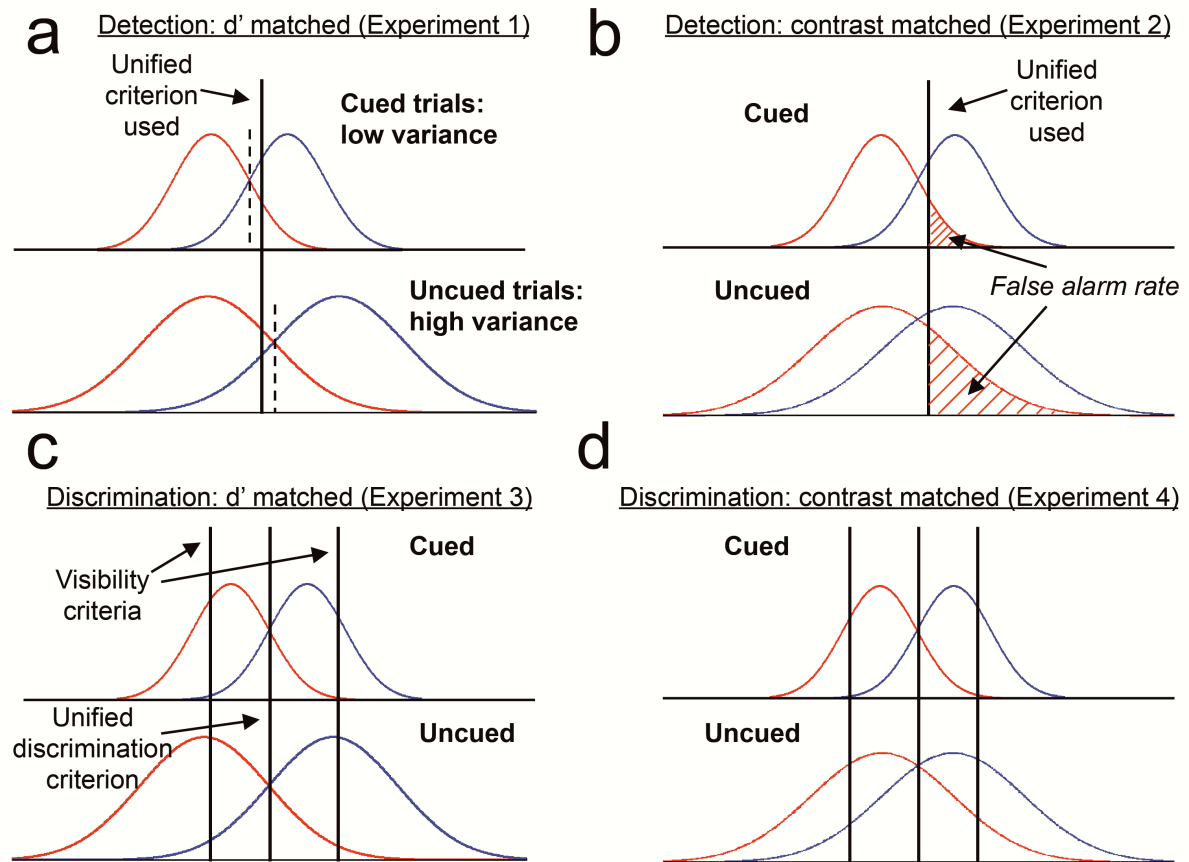 a
Detection: d' matched (Experiment 1)
Unified
criterion
used
Cued trials:
low variance
Uncued trials:
high variance
b
Detection: contrast matched (Experiment 2)
Cued
Unified
criterion
used
Uncued
False alarm rate
c
Discrimination: d' matched (Experiment 3)
Cued
Visibility
criteria
Unified
discrimination
criterion
Uncued
d
Discrimination: contrast matched (Experiment 4)
Cued
Uncued